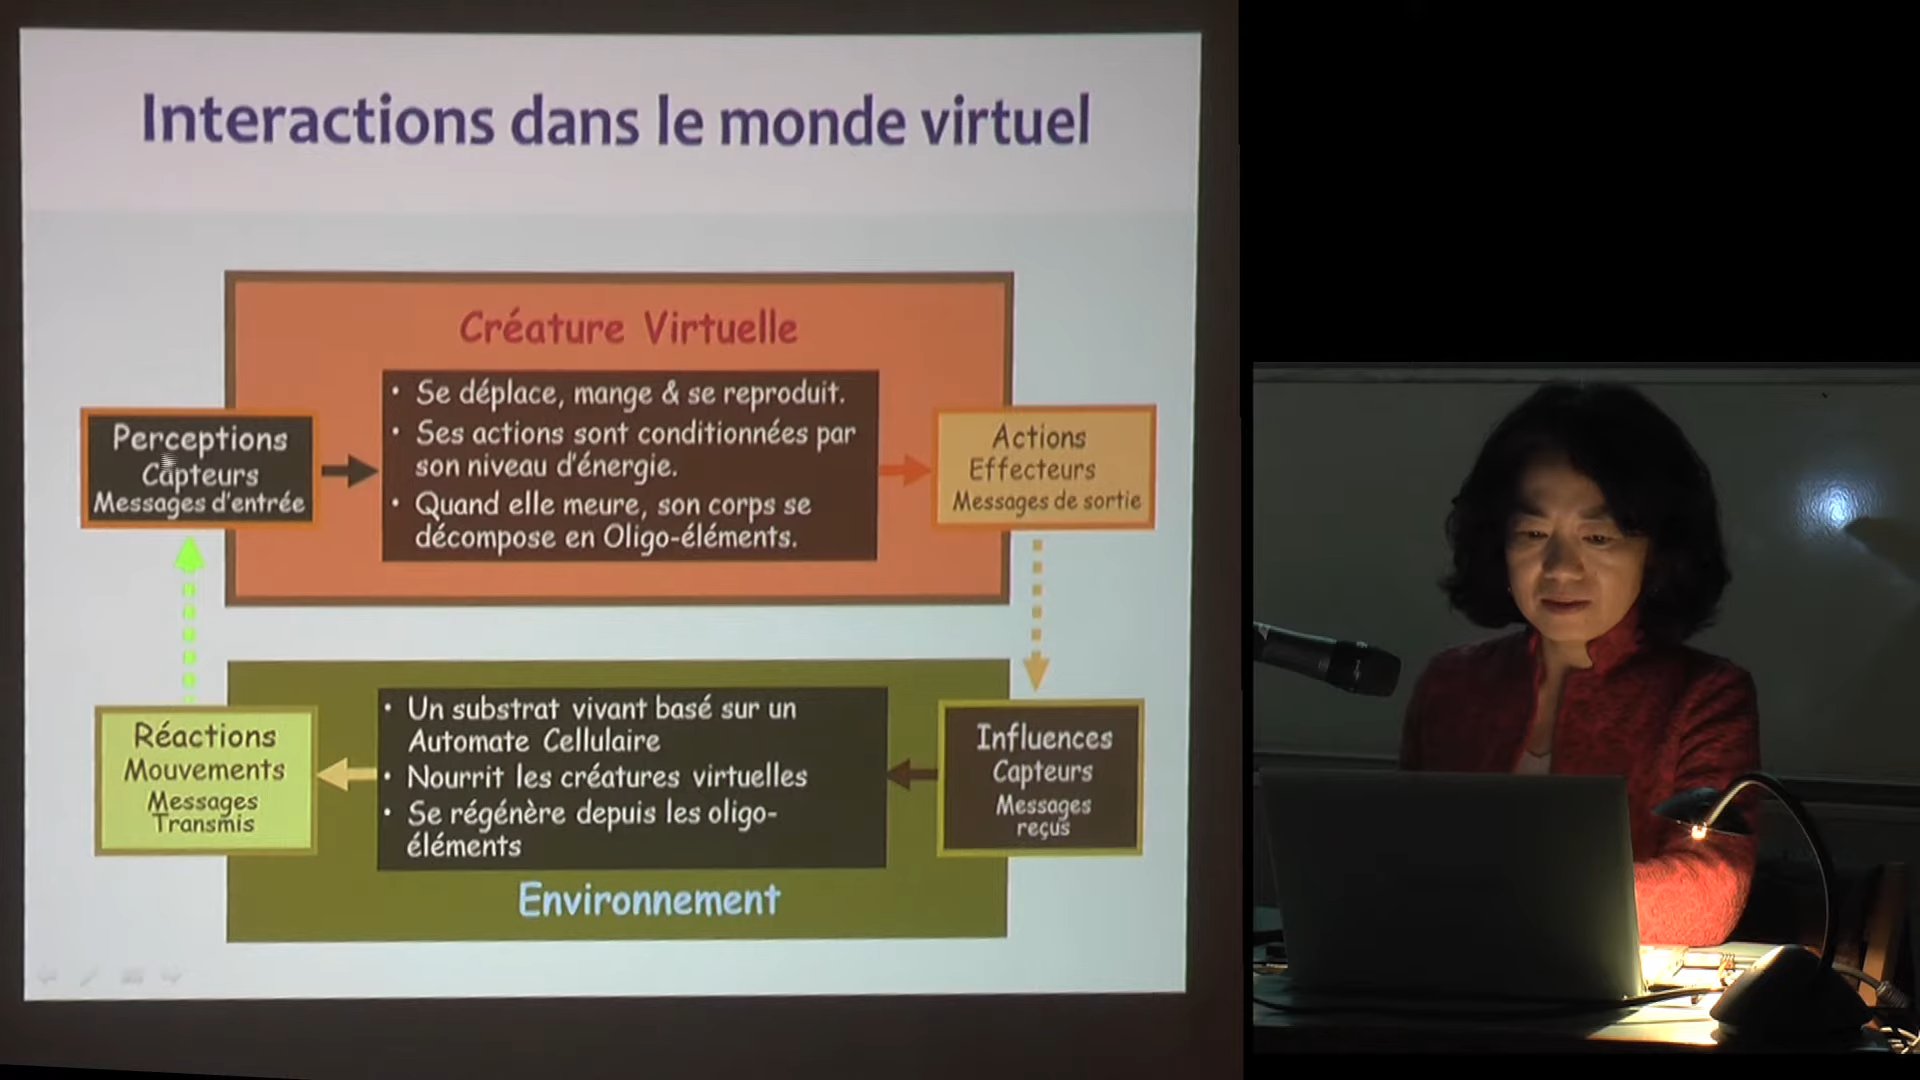 Interactions dans le monde virtuel
Créature Virtuelle
Perceptions
Capteurs
Messages d'entrée
• Se déplace, mange & se reproduit.
• Ses actions sont conditionnées par
son niveau d'énergie.
• Quand elle meure, son corps se
décompose en Oligo-éléments.
Actions
Effecteurs
Messages de sortie
Réactions
Mouvements
Messages
Transmis
• Un substrat vivant basé sur un
Automate Cellulaire
• Nourrit les créatures virtuelles
• Se régénère depuis les oligo-
éléments
Influences
Capteurs
Messages
reçus
Environnement